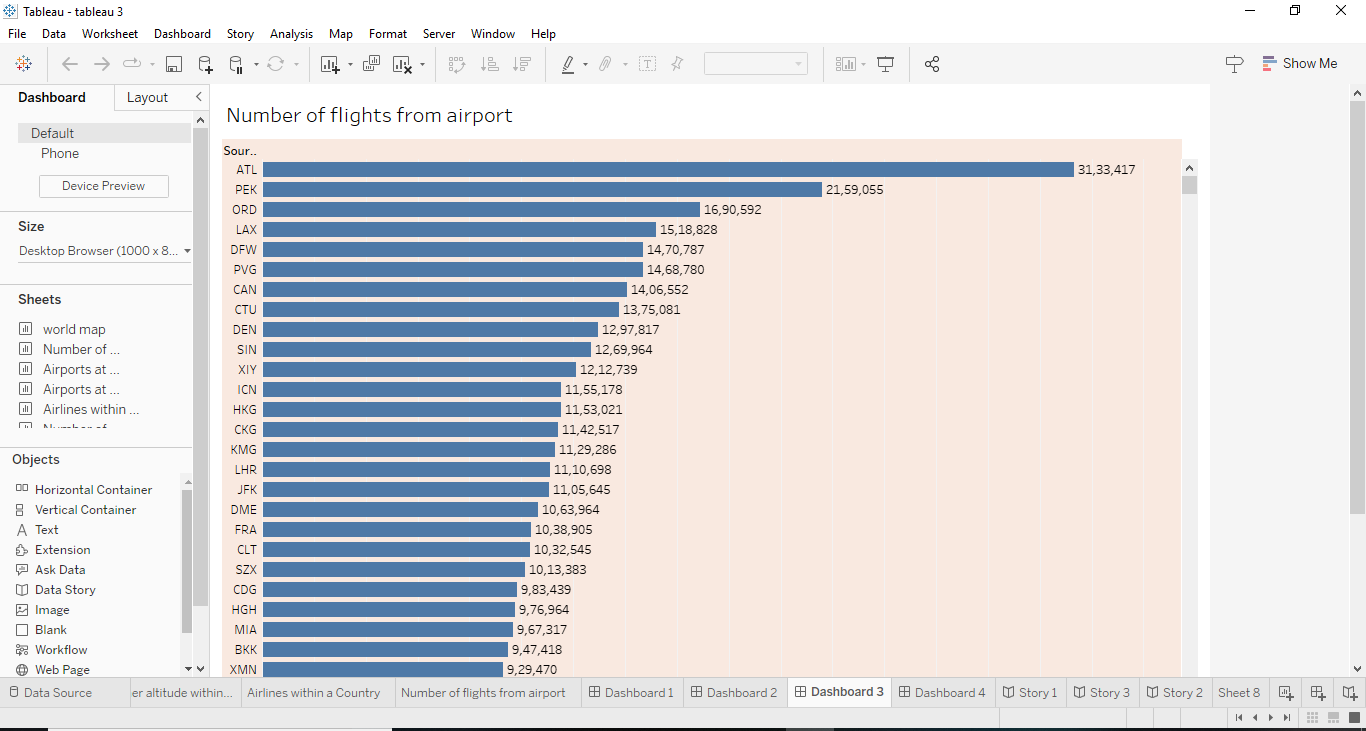 Tableau - tableau 3
File Data Worksheet Dashboard Story Analysis Map Format Server Window Help
Show Me
Dashboard Layout
Default
Phone
Device Preview
Size
Desktop Browser (1000 x 8...
Sheets
world map
Number of ...
Airports at ...
Airports at ...
Airlines within ...
Number of
Objects
Horizontal Container
Vertical Container
A Text
Extension
Ask Data
Data Story
Image
Blank
Workflow
Web Page
Number of flights from airport
Sour..
ATL 31,33,417
PEK 21,59,055
ORD 16,90,592
LAX 15,18,828
DFW 14,70,787
PVG 14,68,780
CAN 14,06,552
CTU 13,75,081
DEN 12,97,817
SIN 12,69,964
XIY 12,12,739
ICN 11,55,178
HKG 11,53,021
CKG 11,42,517
KMG 11,29,286
LHR 11,10,698
JFK 11,05,645
DME 10,63,964
FRA 10,38,905
CLT 10,32,545
SZX 10,13,383
CDG 9,83,439
HGH 9,76,964
MIA 9,67,317
BKK 9,47,418
XMN 9,29,470
Data Source er altitude within... Airlines within a Country Number of flights from airport Dashboard 1 Dashboard 2 Dashboard 3 Dashboard 4 Story 1 Story 3 Story 2 Sheet 8